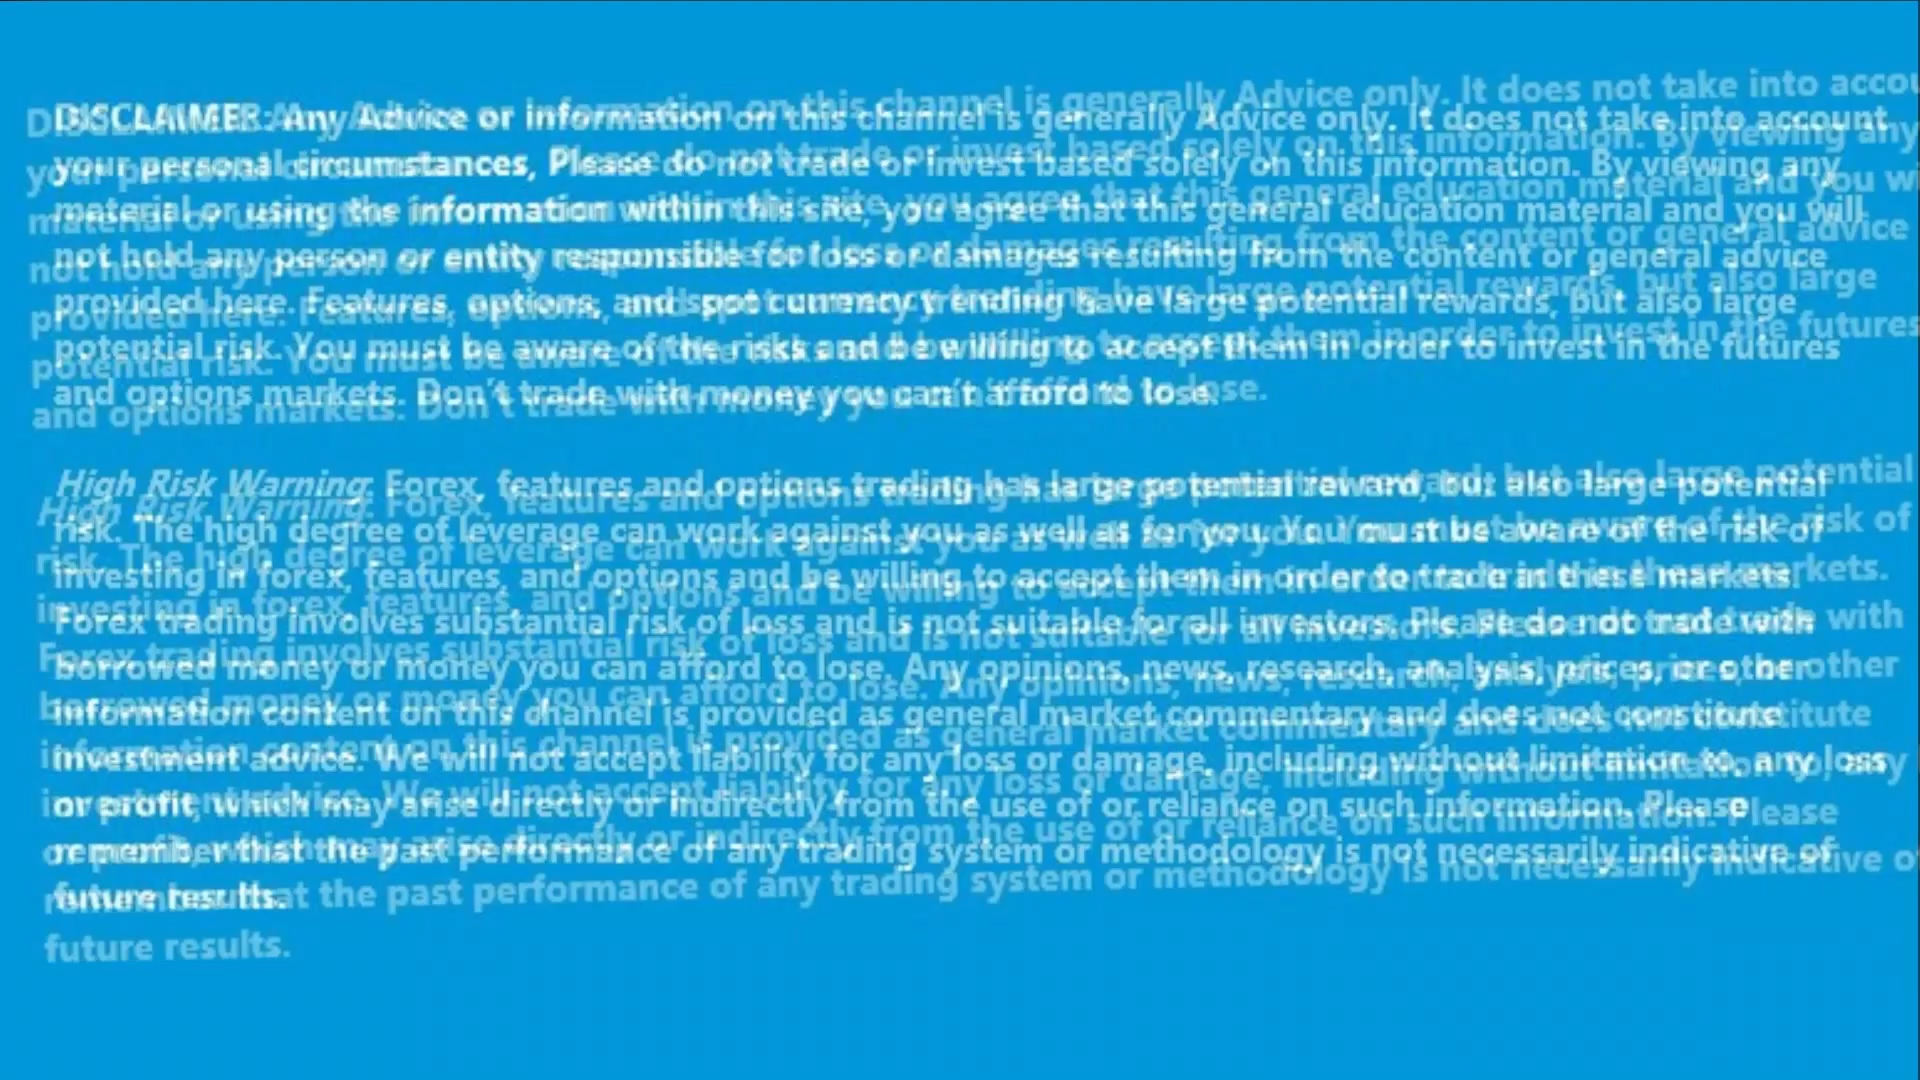 DISCLAIMER: Any Advice or information on this channel is generally Advice only. It does not take into account
your personal circumstances, Please do not trade or invest based solely on this information. By viewing any
material or using the information within this site, you agree that this general education material and you will
not hold any person or entity responsible for loss or damages resulting from the content or general advice
provided here. Features, options, and spot currency trending have large potential rewards, but also large
potential risk. You must be aware of the risks and be willing to accept them in order to invest in the futures
and options markets. Don't trade with money you can't afford to lose.
High Risk Warning: Forex, features and options trading has large potential reward, but also large potential
risk. The high degree of leverage can work against you as well as for you. You must be aware of the risk of
investing in forex, features, and options and be willing to accept them in order to trade in these markets.
Forex trading involves substantial risk of loss and is not suitable for all investors. Please do not trade with
borrowed money or money you can afford to lose. Any opinions, news, research, analysis, prices, or other
information content on this channel is provided as general market commentary and does not constitute
investment advice. We will not accept liability for any loss or damage, including without limitation to, any loss
or profit, which may arise directly or indirectly from the use of or reliance on such information. Please
remember that the past performance of any trading system or methodology is not necessarily indicative of
future results.